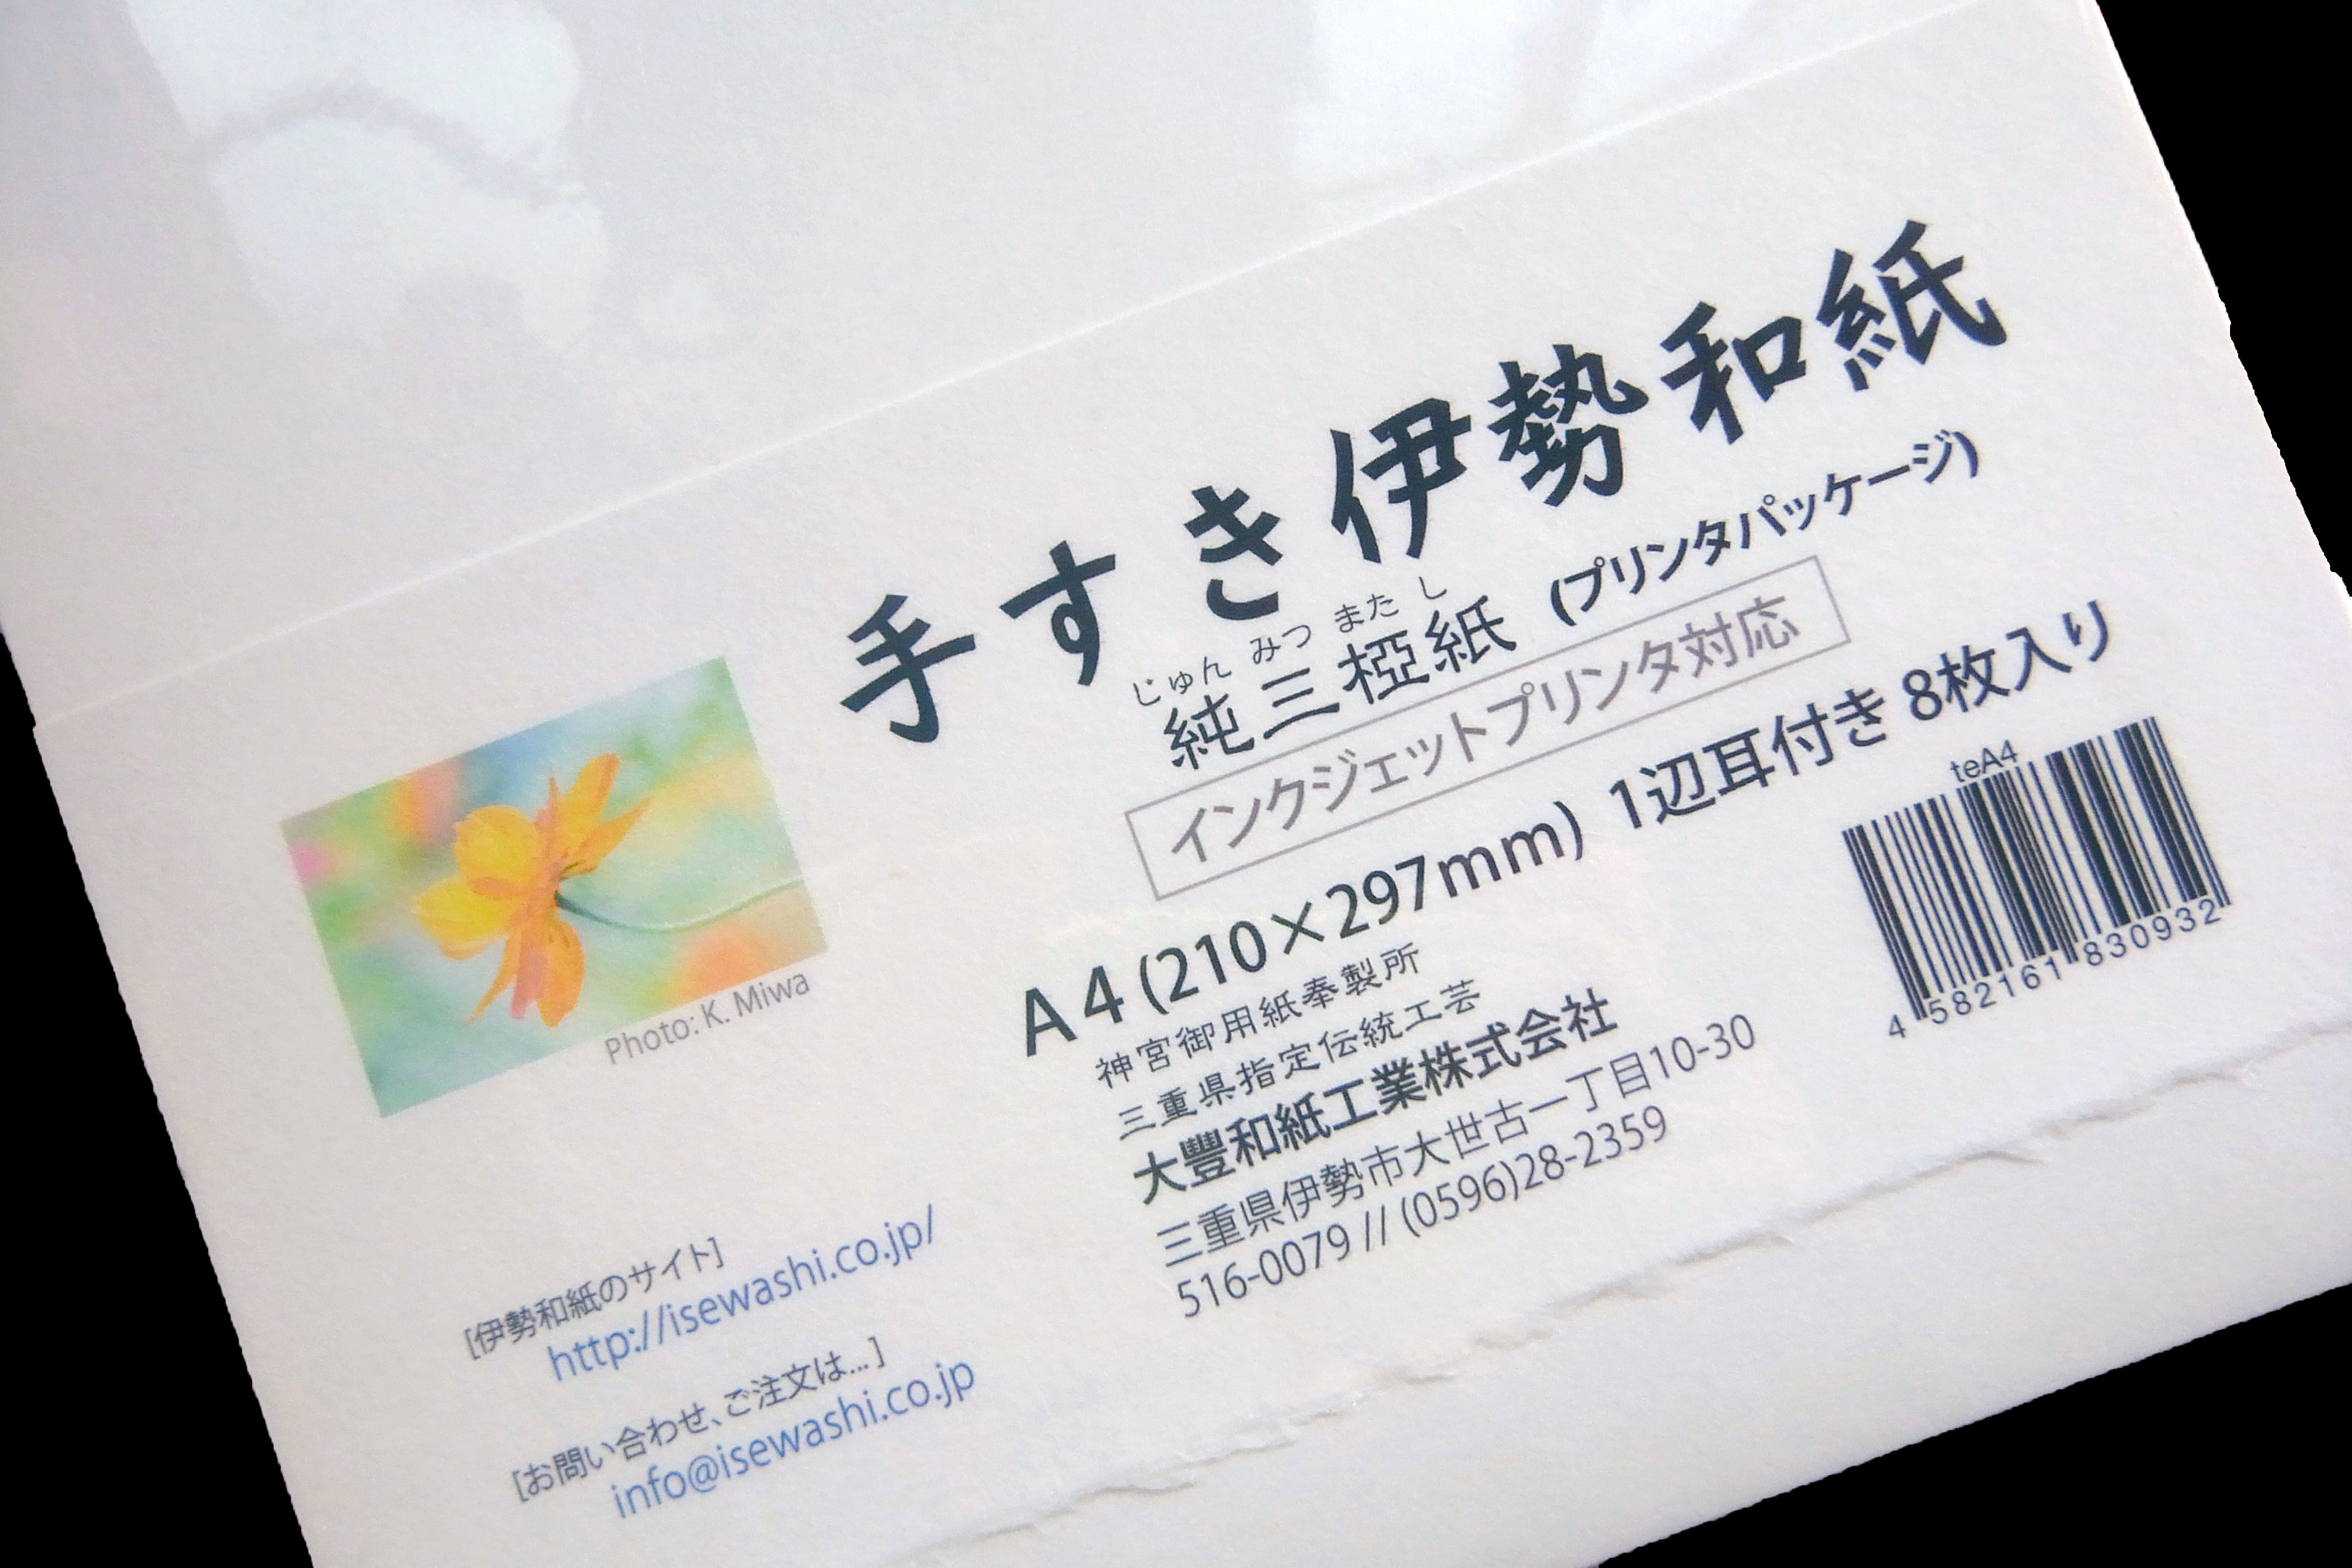 手すき伊勢和紙
じゅん みつ また し
純三椏紙 (プリンタパッケージ)
インクジェットプリンタ対応
A4(210×297mm) 1辺耳付き 8枚入り
神宮御用紙奉製所
三重県指定伝統工芸
大豐和紙工業株式会社
三重県伊勢市大世古一丁目10-30
516-0079 // (0596)28-2359
teA4
4 582161 830932
Photo: K. Miwa
[伊勢和紙のサイト]
http://isewashi.co.jp/
[お問い合わせ、ご注文は...]
info@isewashi.co.jp